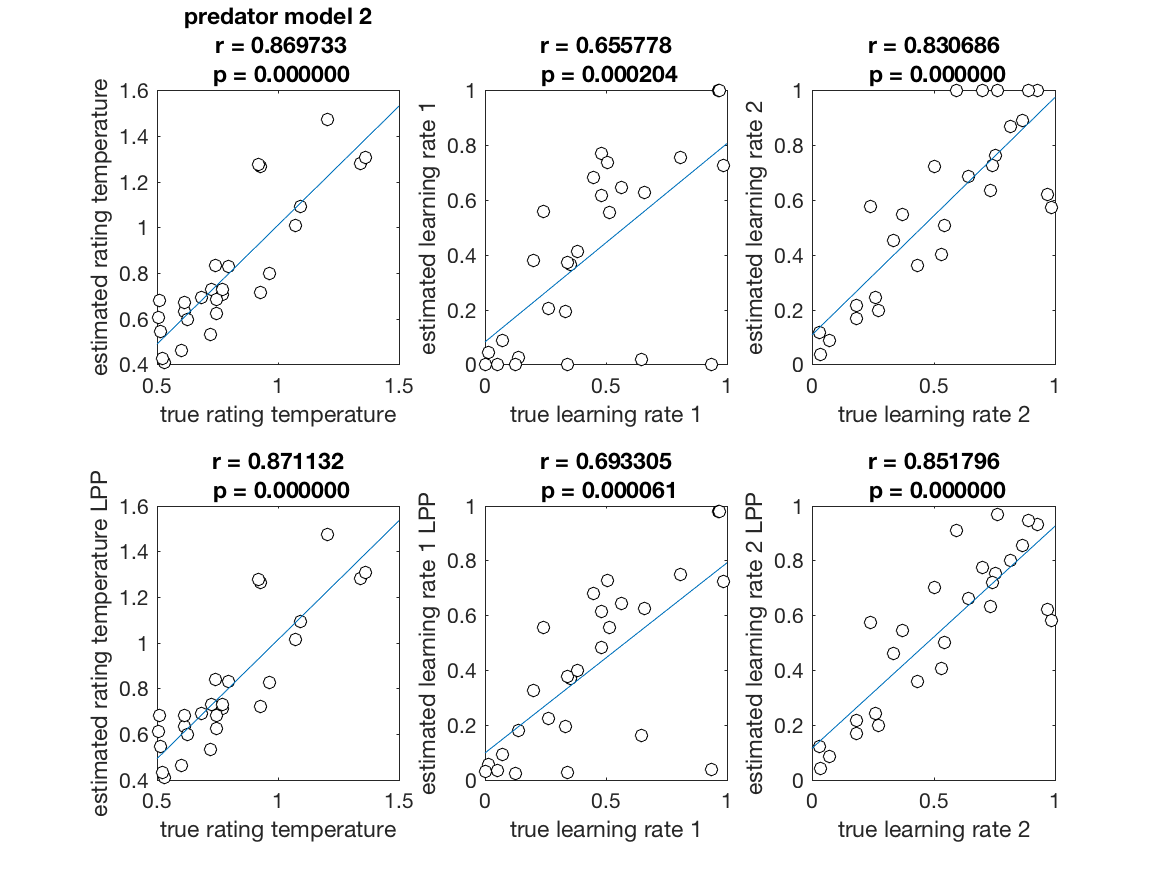 predator model 2
r = 0.869733
p = 0.000000
r = 0.655778
p = 0.000204
r = 0.830686
p = 0.000000
estimated rating temperature
1.6
1.4
1.2
1
0.8
0.6
0.4
0.5
1
1.5
true rating temperature
estimated learning rate 1
1
0.8
0.6
0.4
0.2
0
0
0.5
1
true learning rate 1
estimated learning rate 2
1
0.8
0.6
0.4
0.2
0
0
0.5
1
true learning rate 2
r = 0.871132
p = 0.000000
r = 0.693305
p = 0.000061
r = 0.851796
p = 0.000000
estimated rating temperature LPP
1.6
1.4
1.2
1
0.8
0.6
0.4
0.5
1
1.5
true rating temperature
estimated learning rate 1 LPP
1
0.8
0.6
0.4
0.2
0
0
0.5
1
true learning rate 1
estimated learning rate 2 LPP
1
0.8
0.6
0.4
0.2
0
0
0.5
1
true learning rate 2